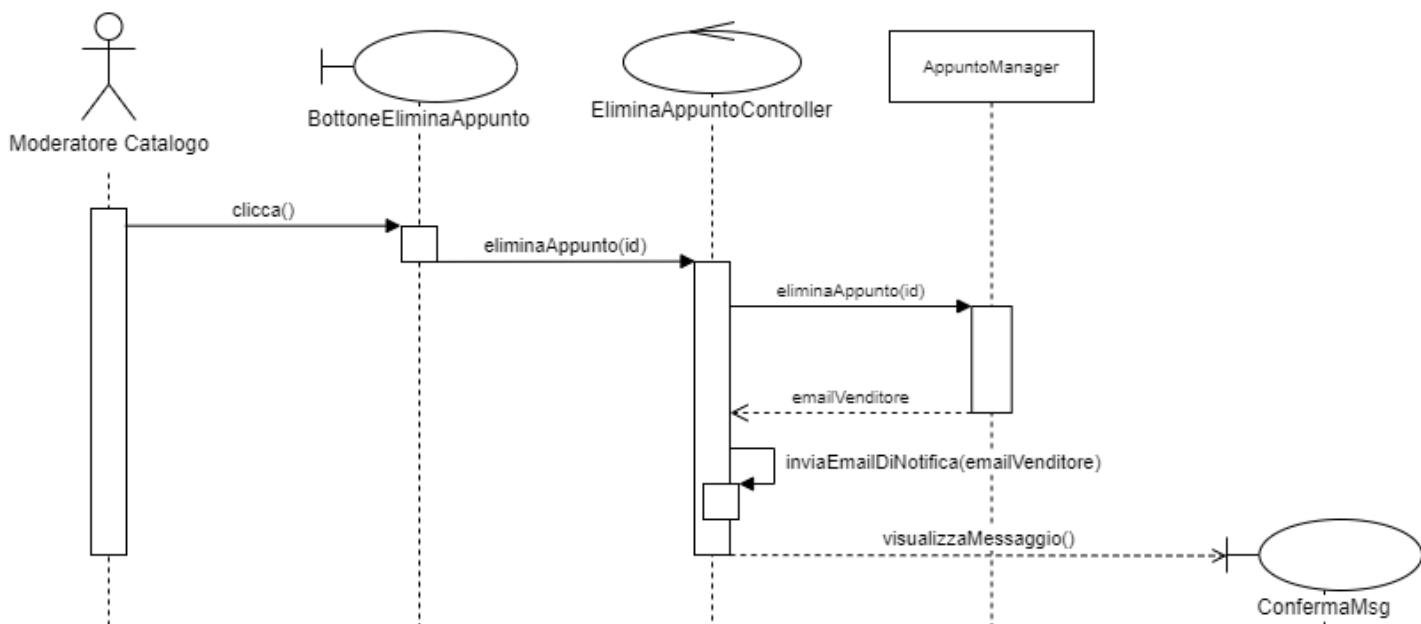 AppuntoManager
EliminaAppuntoController
BottoneEliminaAppunto
Moderatore Catalogo
clicca()
eliminaAppunto(id)
eliminaAppunto(id)
emailVenditore
inviaEmailDiNotifica(emailVenditore)
visualizzaMessaggio()
ConfermaMsg